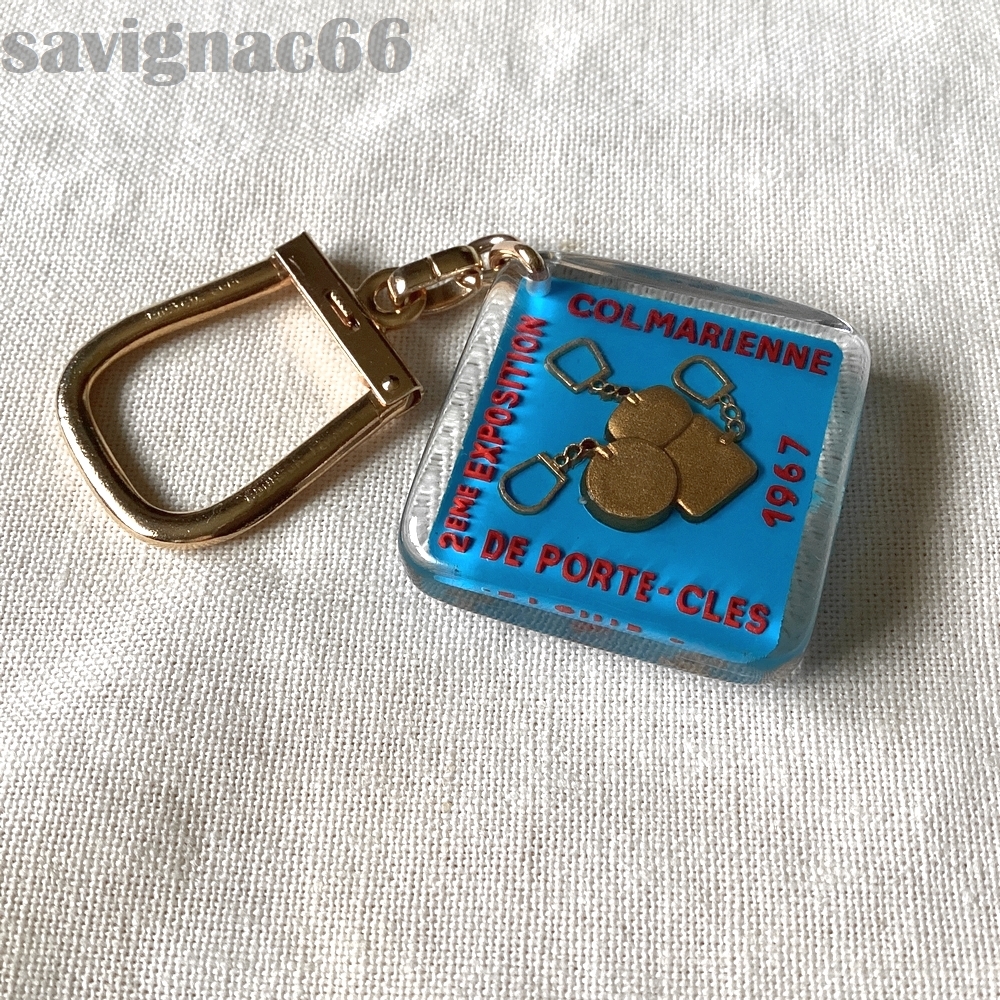 savignac66
2EME EXPOSITION
COLMARIENNE
DE PORTE-CLES
1967